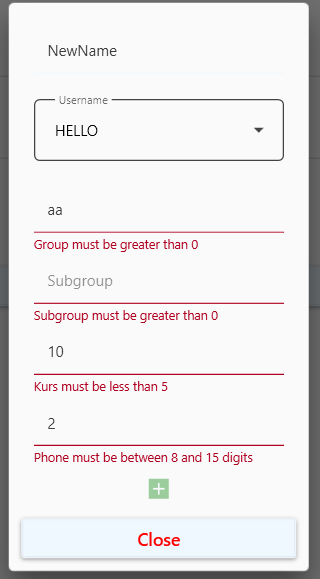 NewName
Username
HELLO
aa
Group must be greater than 0
Subgroup
Subgroup must be greater than 0
10
Kurs must be less than 5
2
Phone must be between 8 and 15 digits
Close